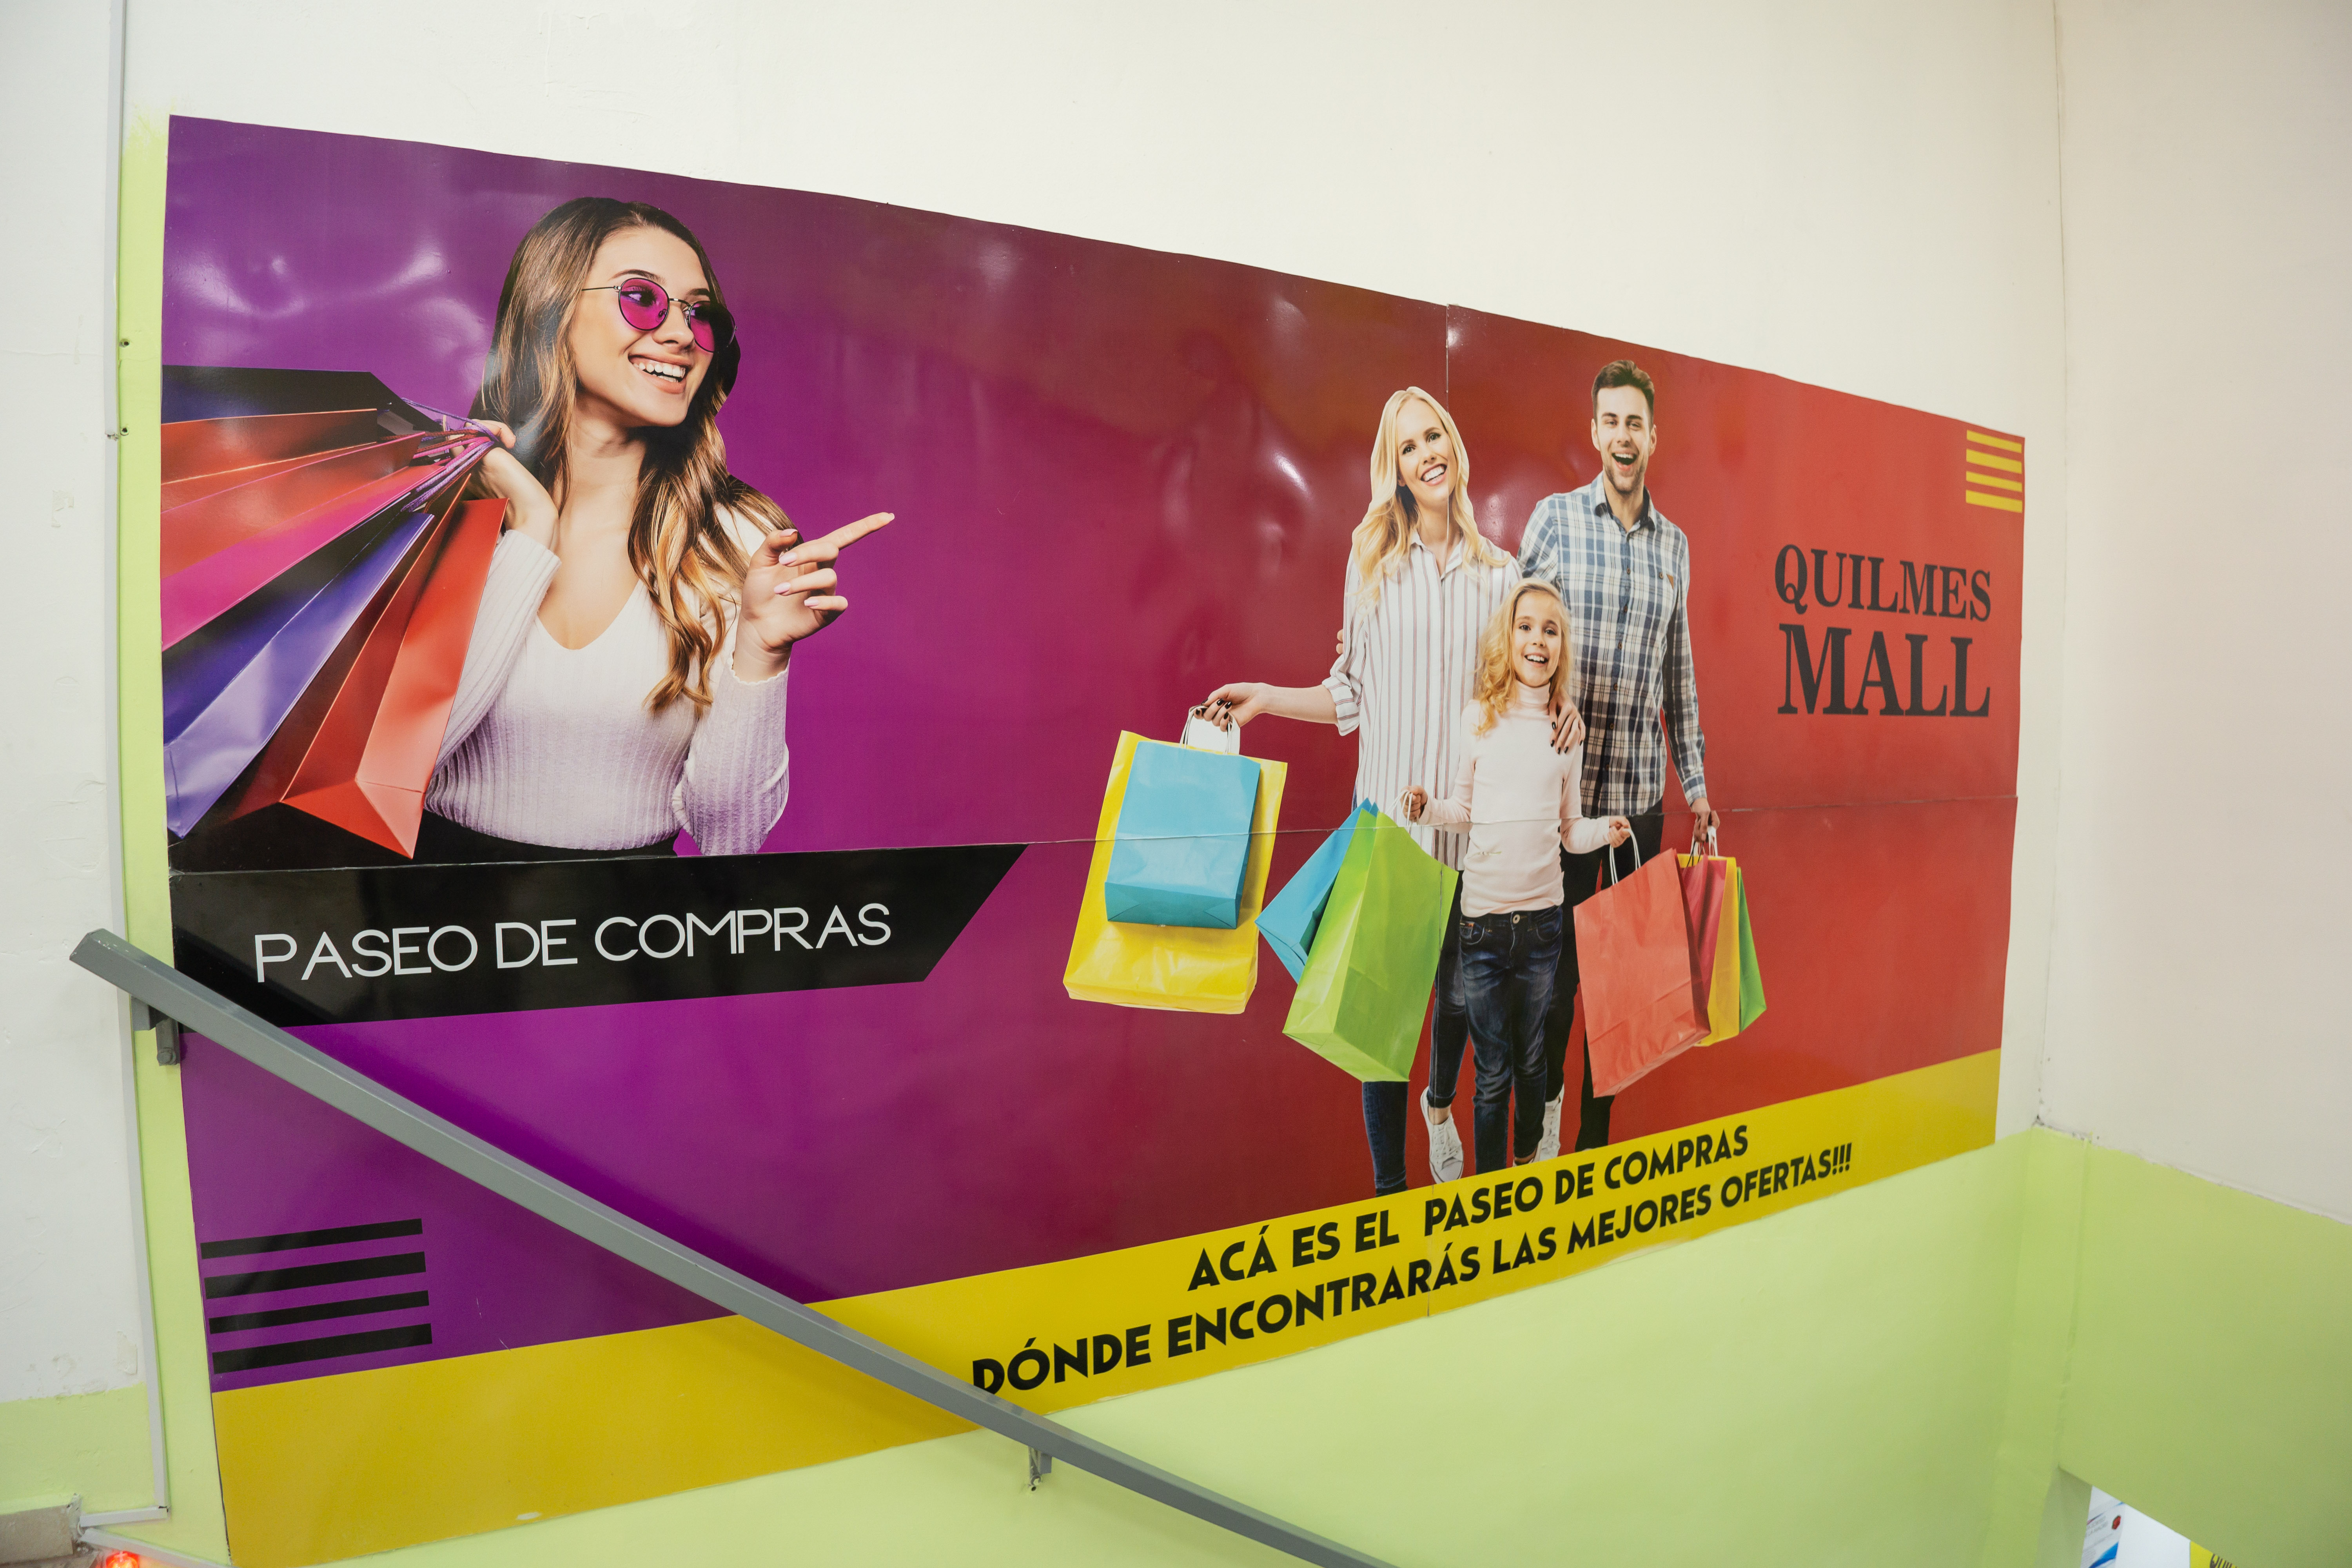 PASEO DE COMPRAS
QUILMES
MALL
ACÁ ES EL PASEO DE COMPRAS
DÓNDE ENCONTRARÁS LAS MEJORES OFERTAS!!!